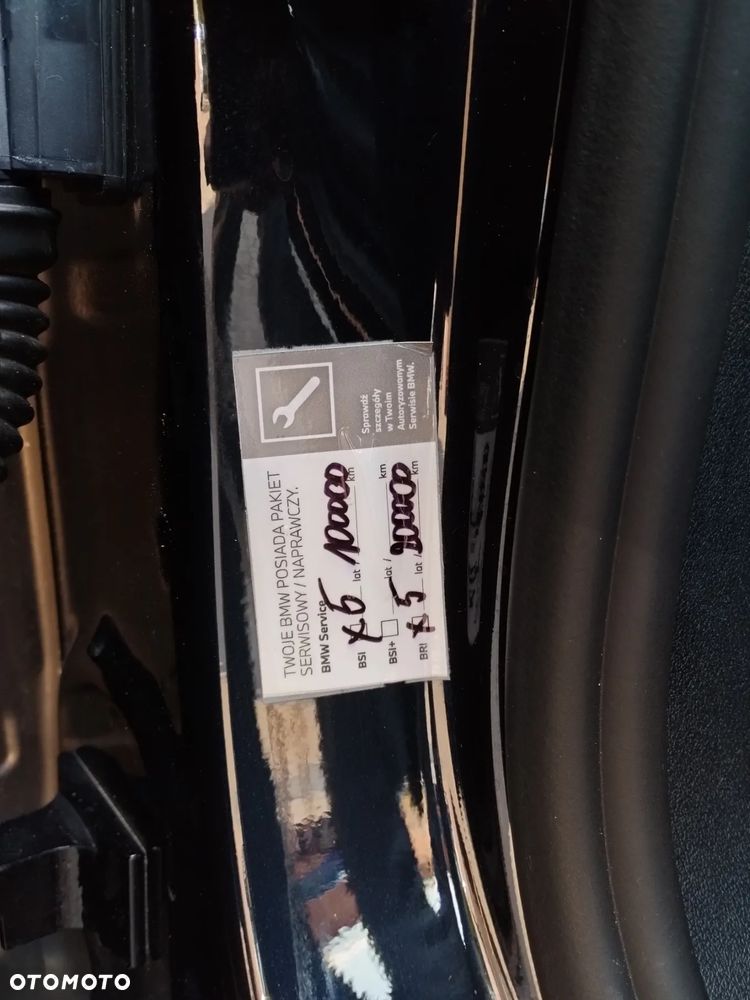 TWOJE BMW POSIADA PAKIET
SERWISOWY / NAPRAWCZY.
BMW Service
BSI X 5 lat / 100000 km
BSI+ lat / km
BRI X 5 lat / 200000 km
Sprawdź
szczegóły
w Twoim
Autoryzowanym
Serwisie BMW.
OTOMOTO